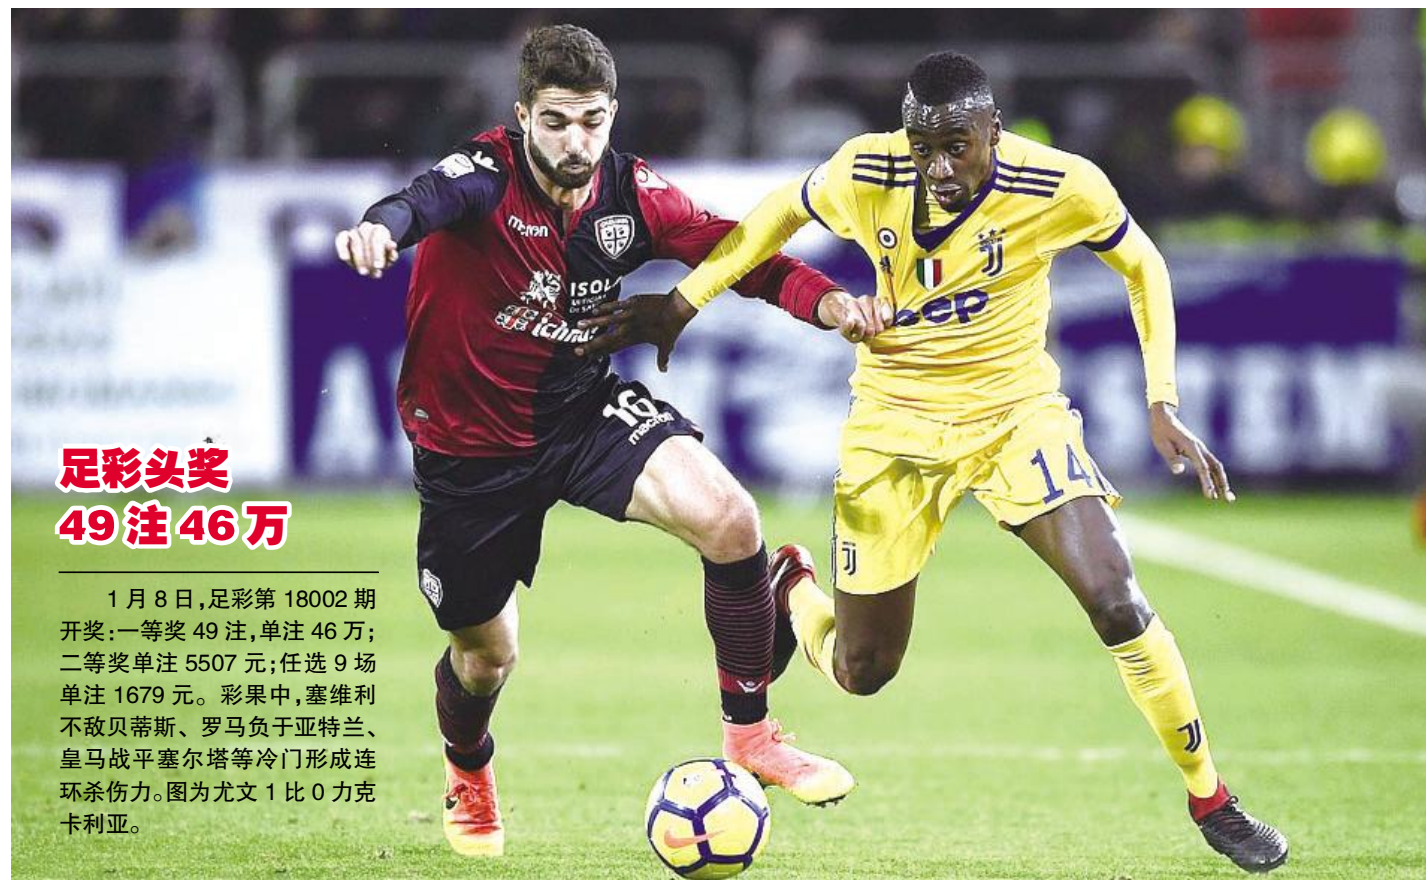 足彩头奖
49注46万
1月8日,足彩第18002期
开奖:一等奖49注,单注46万;
二等奖单注5507元;任选9场
单注1679元。彩果中,塞维利
不敌贝蒂斯、罗马负于亚特兰、
皇马战平塞尔塔等冷门形成连
环杀伤力。图为尤文1比0力克
卡利亚。
macron
ISOL
ichnus
16
macron
eep
14